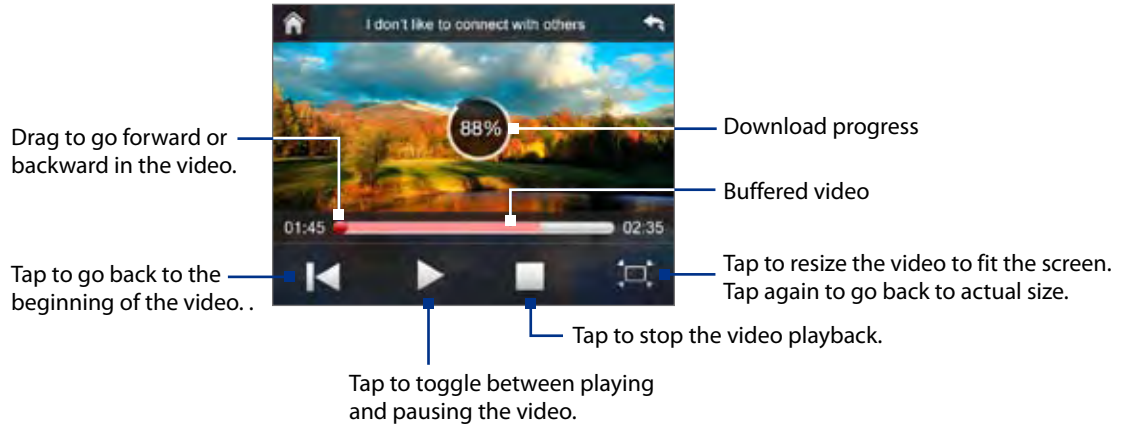 I don't like to connect with others
88%
Drag to go forward or
backward in the video.
Download progress
Buffered video
01:45
02:35
Tap to go back to the
beginning of the video. .
Tap to resize the video to fit the screen.
Tap again to go back to actual size.
Tap to stop the video playback.
Tap to toggle between playing
and pausing the video.